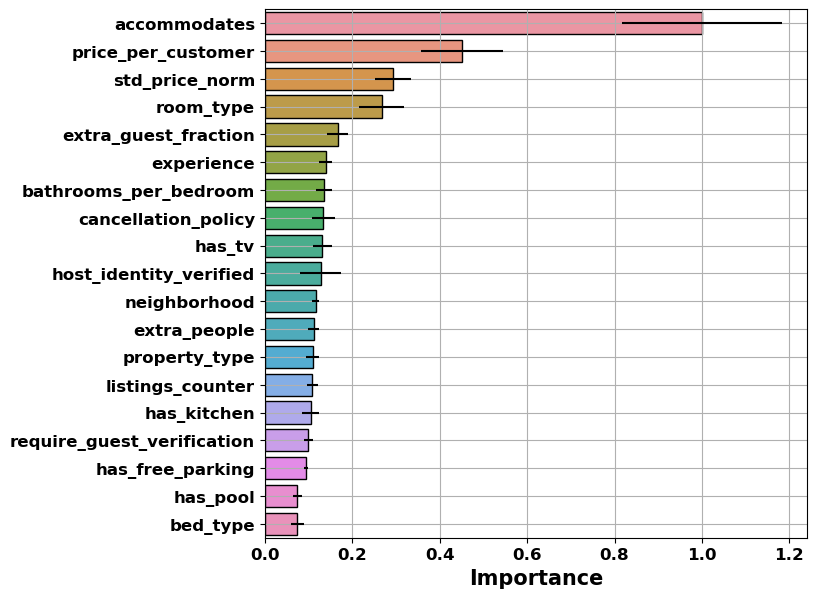 accommodates
price_per_customer
std_price_norm
room_type
extra_guest_fraction
experience
bathrooms_per_bedroom
cancellation_policy
has_tv
host_identity_verified
neighborhood
extra_people
property_type
listings_counter
has_kitchen
require_guest_verification
has_free_parking
has_pool
bed_type
0.0 0.2 0.4 0.6 0.8 1.0 1.2
Importance